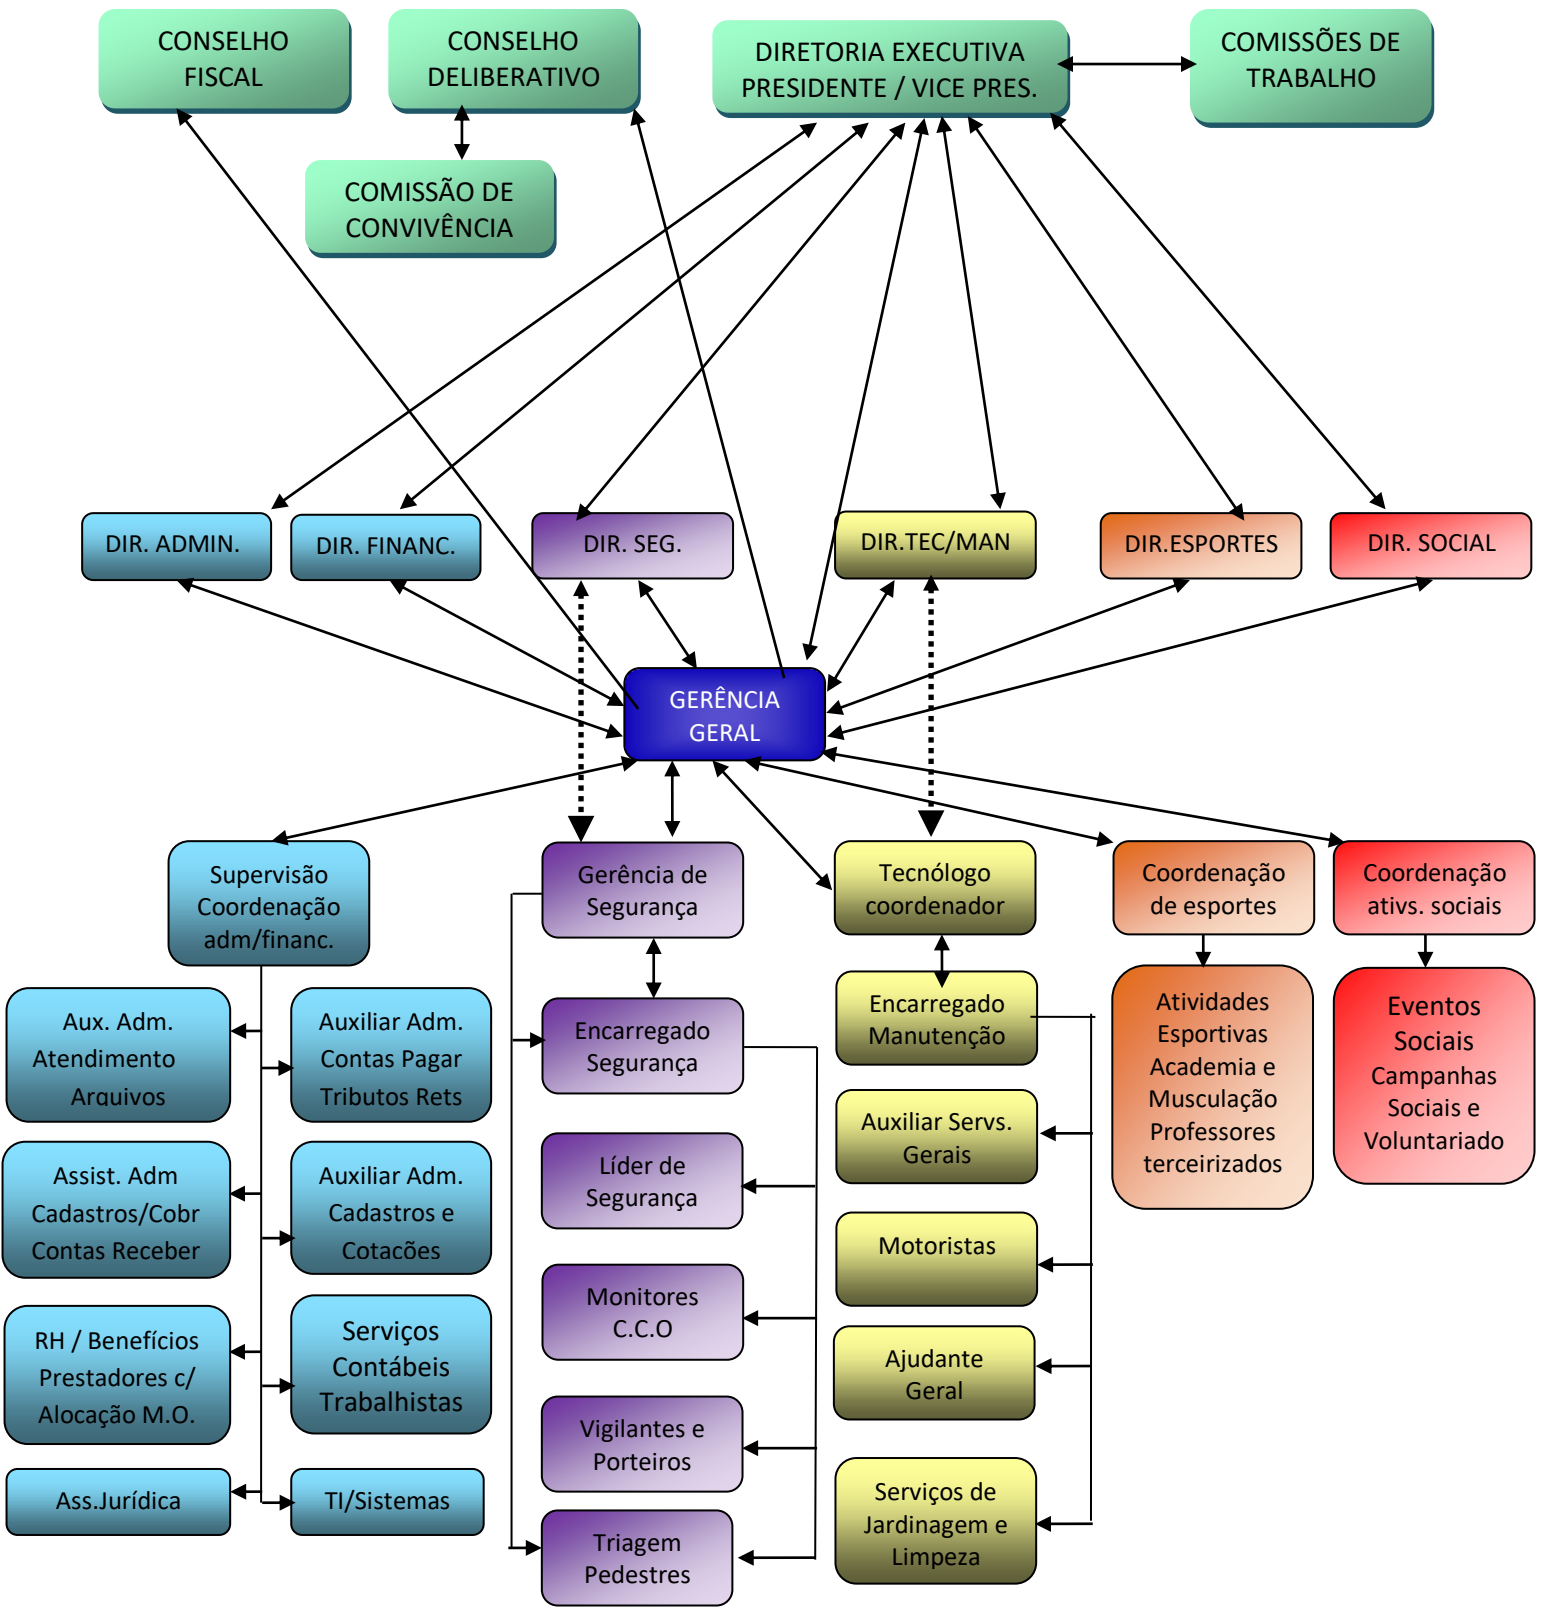 CONSELHO
FISCAL
CONSELHO
DELIBERATIVO
DIRETORIA EXECUTIVA
PRESIDENTE / VICE PRES.
COMISSÕES DE
TRABALHO
COMISSÃO DE
CONVIVÊNCIA
DIR. ADMIN.
DIR. FINANC.
DIR. SEG.
DIR.TEC/MAN
DIR.ESPORTES
DIR. SOCIAL
GERÊNCIA
GERAL
Supervisão
Coordenação
adm/financ.
Gerência de
Segurança
Tecnólogo
coordenador
Coordenação
de esportes
Coordenação
ativs. sociais
Aux. Adm.
Atendimento
Arquivos
Auxiliar Adm.
Contas Pagar
Tributos Rets
Encarregado
Segurança
Encarregado
Manutenção
Atividades
Esportivas
Academia e
Musculação
Professores
terceirizados
Eventos
Sociais
Campanhas
Sociais e
Voluntariado
Assist. Adm
Cadastros/Cobr
Contas Receber
Auxiliar Adm.
Cadastros e
Cotações
Líder de
Segurança
Auxiliar Servs.
Gerais
Motoristas
RH / Benefícios
Prestadores c/
Alocação M.O.
Serviços
Contábeis
Trabalhistas
Monitores
C.C.O
Ajudante
Geral
Vigilantes e
Porteiros
Ass.Jurídica
TI/Sistemas
Triagem
Pedestres
Serviços de
Jardinagem e
Limpeza